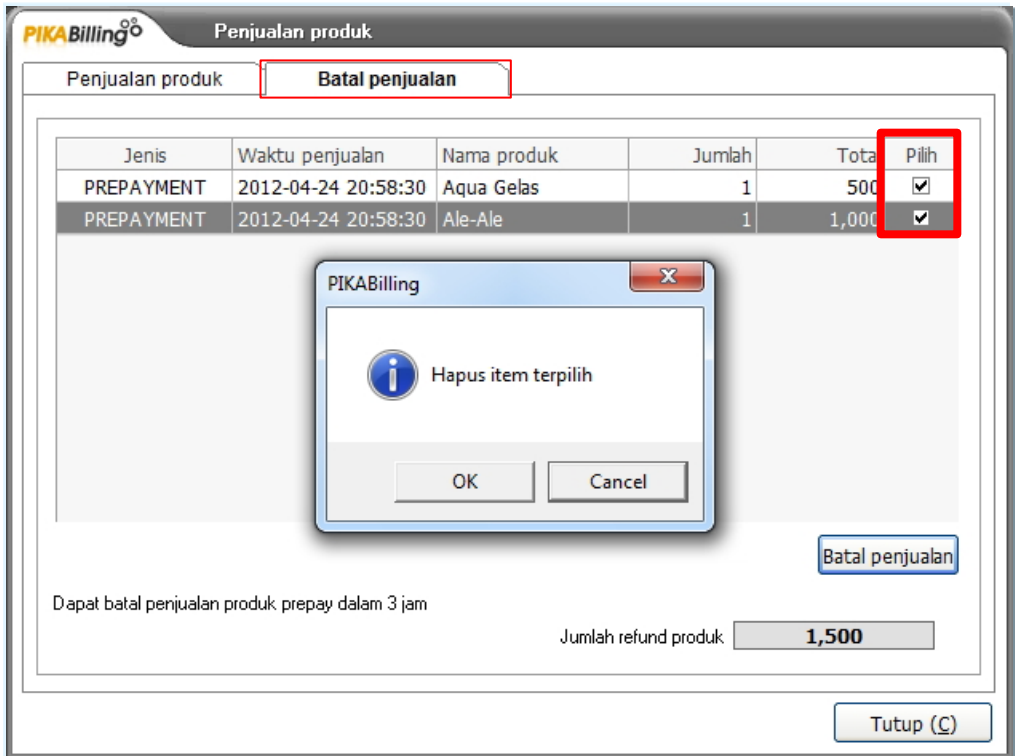 PIKABilling Penjualan produk
Penjualan produk Batal penjualan
Jenis Waktu penjualan Nama produk Jumlah Tota Pilih
PREPAYMENT 2012-04-24 20:58:30 Aqua Gelas 1 500
PREPAYMENT 2012-04-24 20:58:30 Ale-Ale 1 1,000
PIKABilling
Hapus item terpilih
OK Cancel
Batal penjualan
Dapat batal penjualan produk prepay dalam 3 jam
Jumlah refund produk 1,500
Tutup (C)